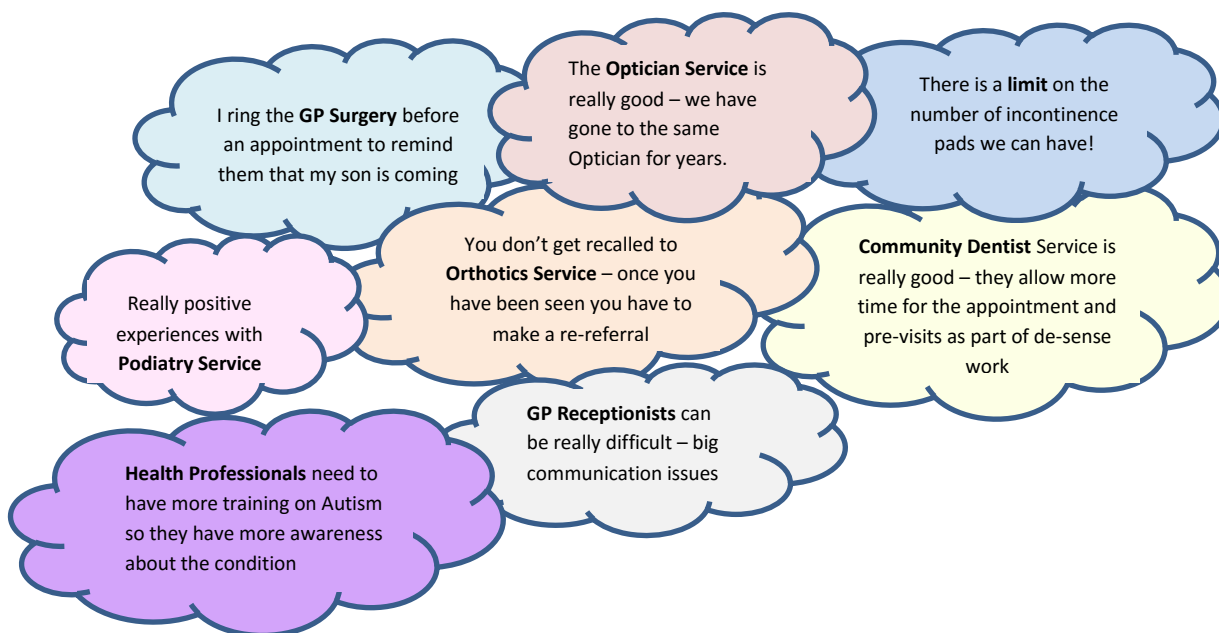 I ring the GP Surgery before
an appointment to remind
them that my son is coming
The Optician Service is
really good – we have
gone to the same
Optician for years.
There is a limit on the
number of incontinence
pads we can have!
Really positive
experiences with
Podiatry Service
You don’t get recalled to
Orthotics Service – once you
have been seen you have to
make a re-referral
Community Dentist Service is
really good – they allow more
time for the appointment and
pre-visits as part of de-sense
work
GP Receptionists can
be really difficult – big
communication issues
Health Professionals need to
have more training on Autism
so they have more awareness
about the condition